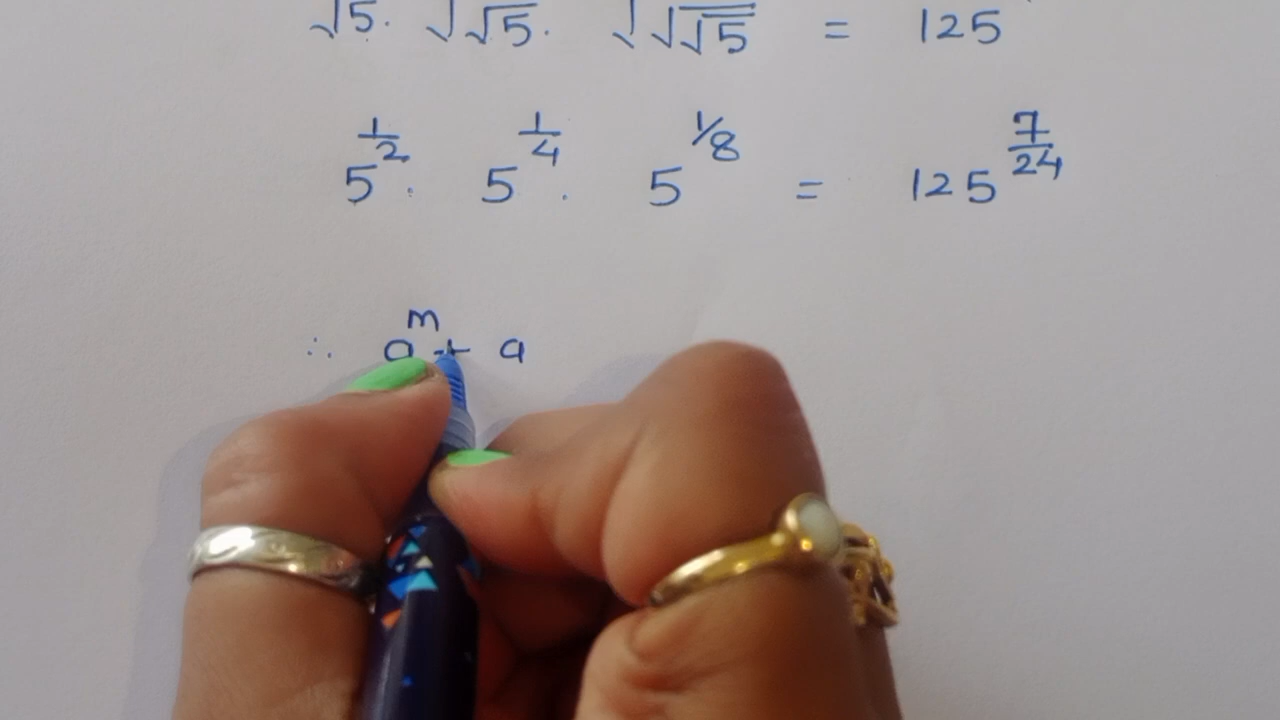 √5. √√5. √√√5 = 125
5^1/2. 5^1/4. 5^1/8 = 125^7/24
∴ a^m + a